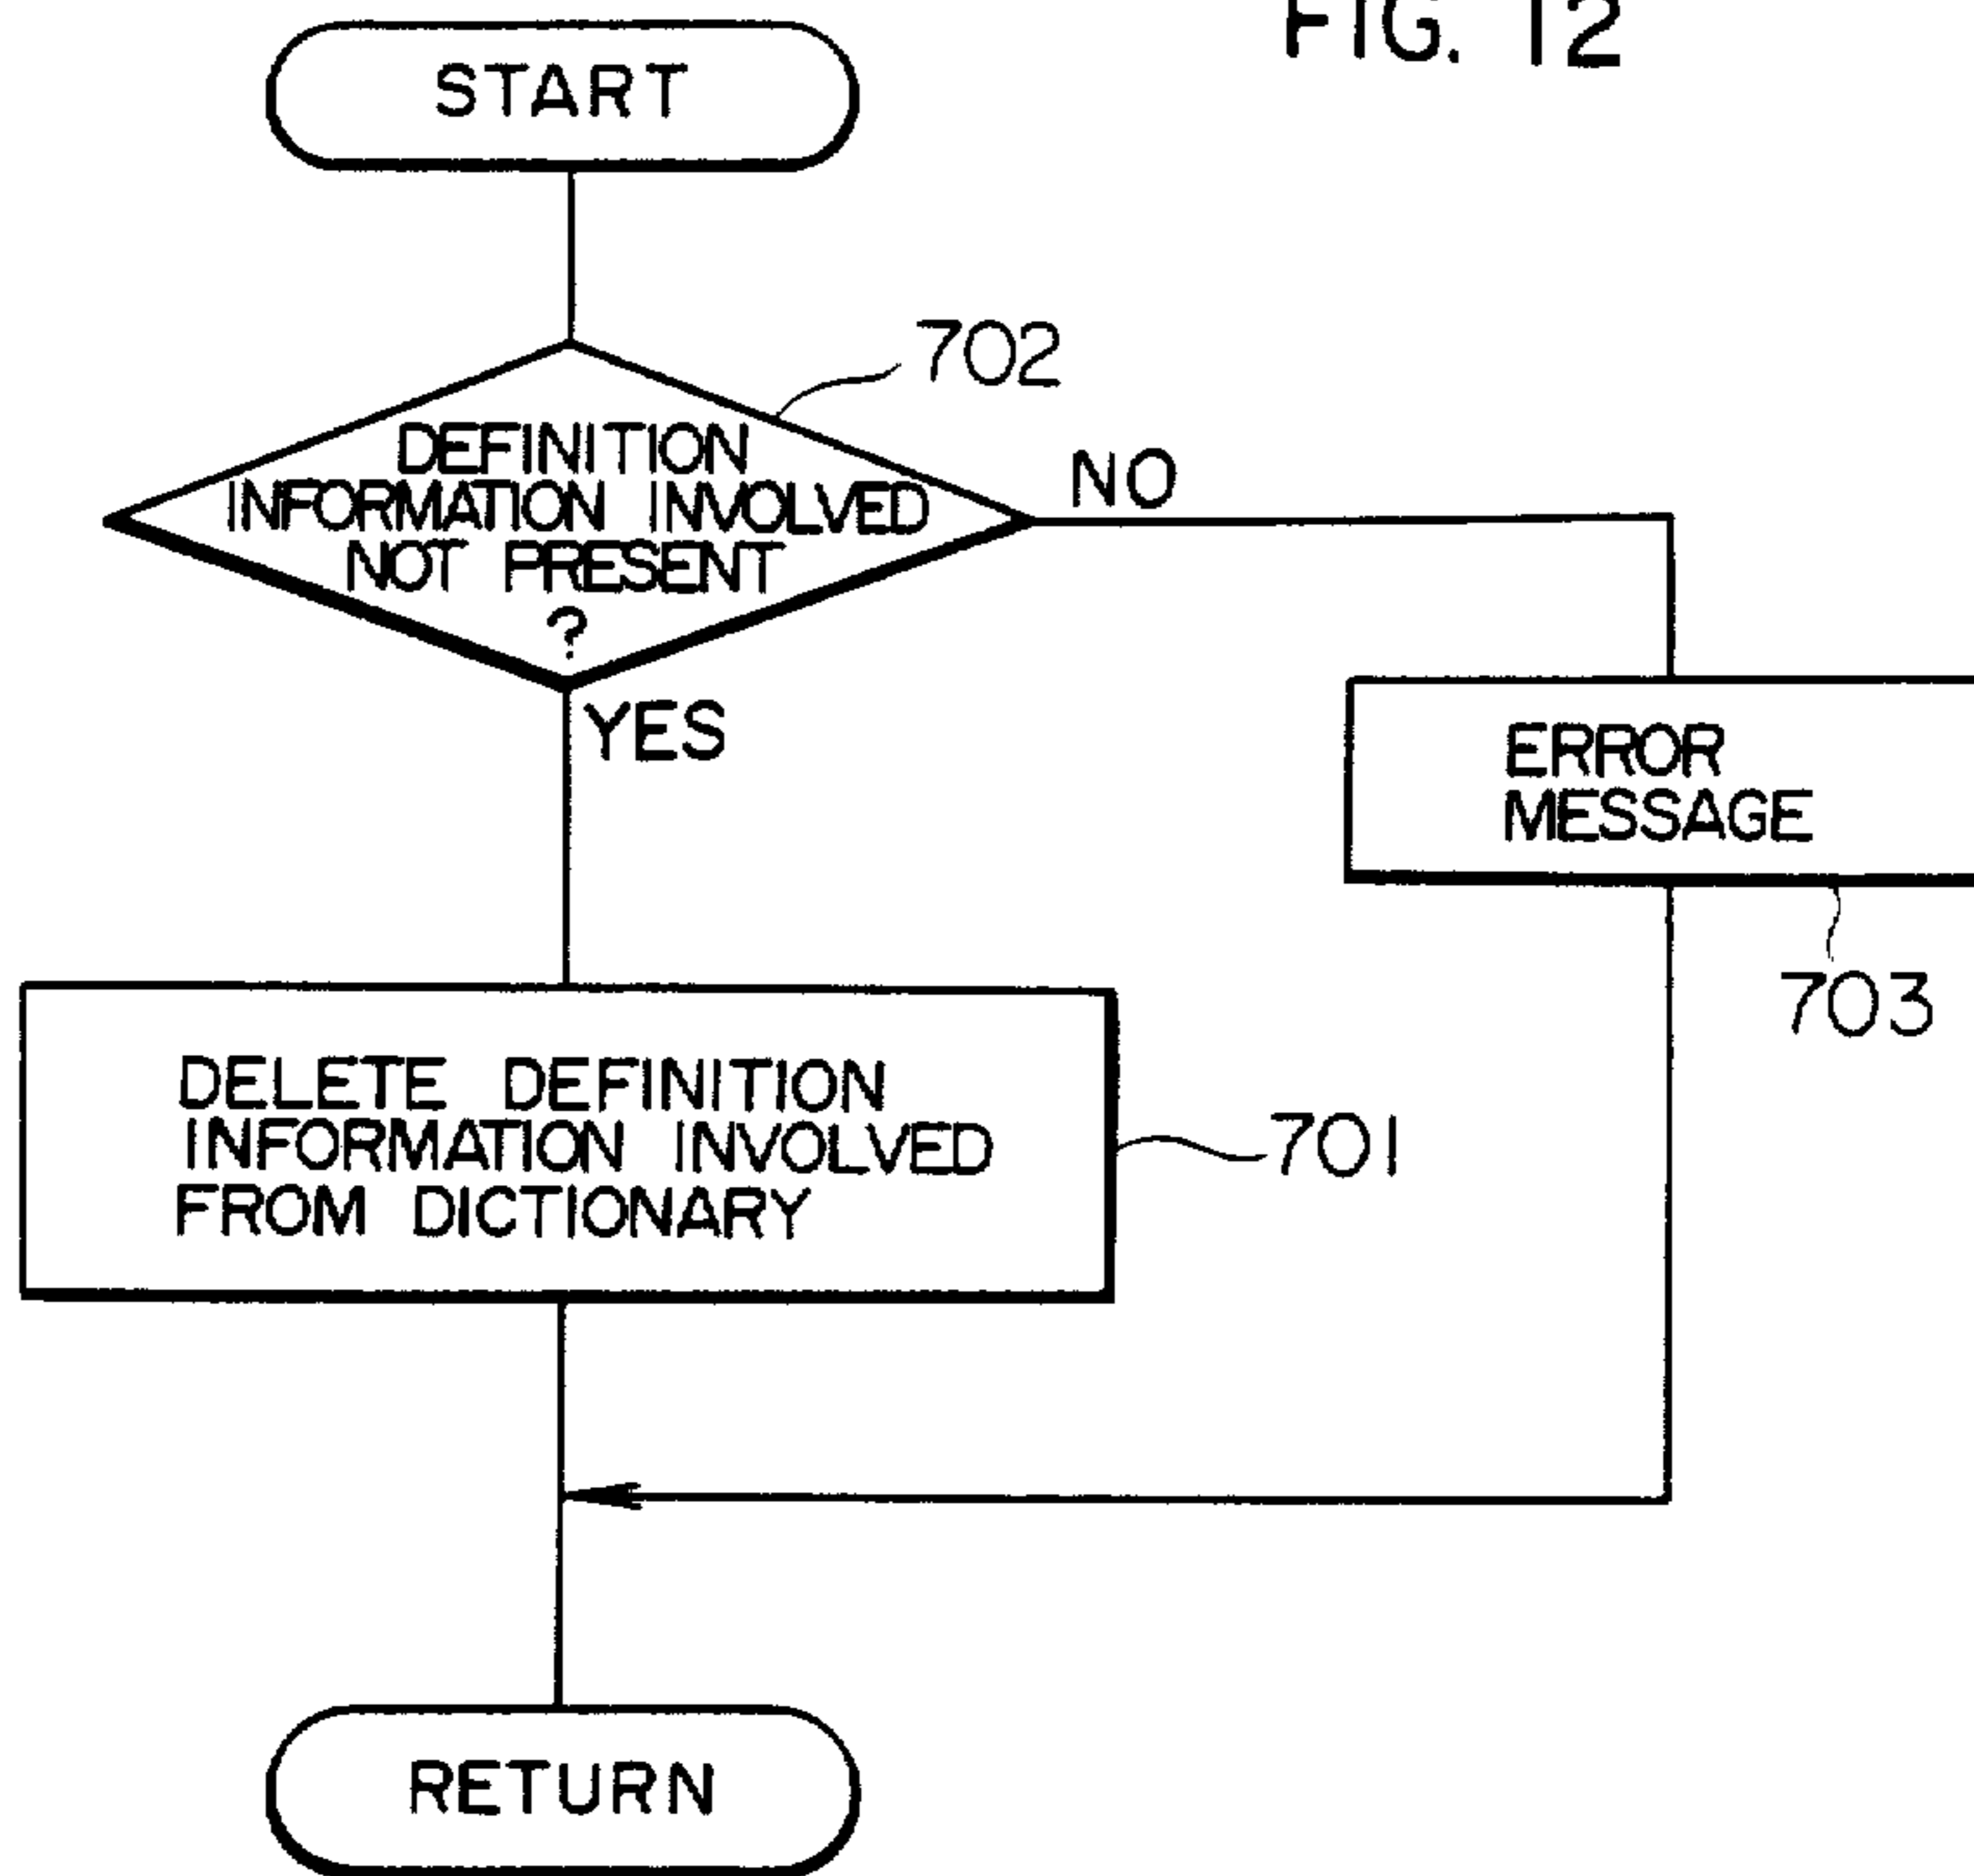 FIG. 12
START
702
DEFINITION
INFORMATION INVOLVED
NOT PRESENT
?
NO
YES
ERROR
MESSAGE
703
DELETE DEFINITION
INFORMATION INVOLVED
FROM DICTIONARY
701
RETURN